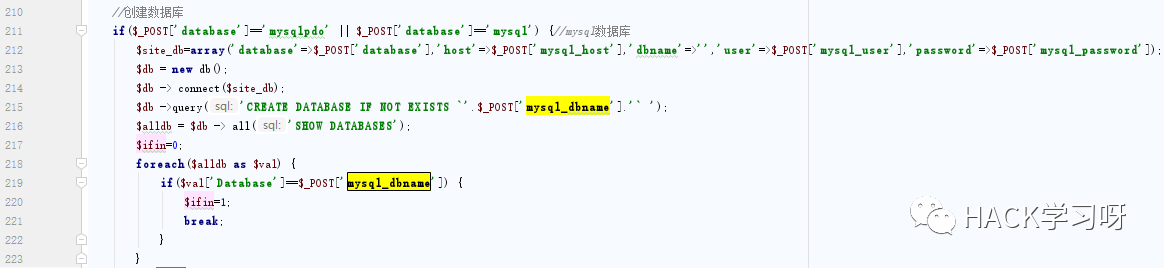 210 //创建数据库
211 if($_POST['database']=='mysqlpdo' || $_POST['database']=='mysql') {//mysql数据库
212 $site_db=array('database'=>$_POST['database'],'host'=>$_POST['mysql_host'],'dbname'=>'','user'=>$_POST['mysql_user'],'password'=>$_POST['mysql_password']);
213 $db = new db();
214 $db -> connect($site_db);
215 $db ->query( sql: 'CREATE DATABASE IF NOT EXISTS `'.$_POST['mysql_dbname'].'` ');
216 $alldb = $db -> all( sql: 'SHOW DATABASES');
217 $ifin=0;
218 foreach($alldb as $val) {
219 if($val['Database']==$_POST['mysql_dbname']) {
220 $ifin=1;
221 break;
222 }
223 }
HACK学习呀